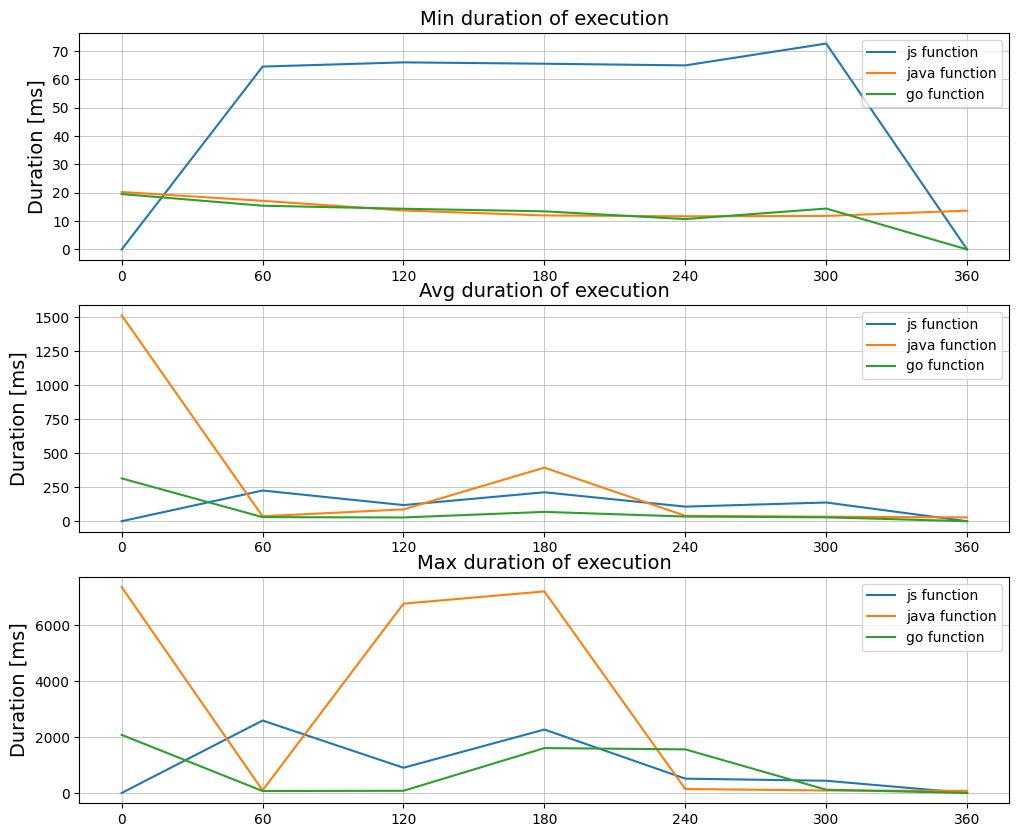 Min duration of execution
Duration [ms]
70
60
50
40
30
20
10
0
js function
java function
go function
0 60 120 180 240 300 360
Avg duration of execution
Duration [ms]
1500
1250
1000
750
500
250
0
js function
java function
go function
0 60 120 180 240 300 360
Max duration of execution
Duration [ms]
6000
4000
2000
0
js function
java function
go function
0 60 120 180 240 300 360